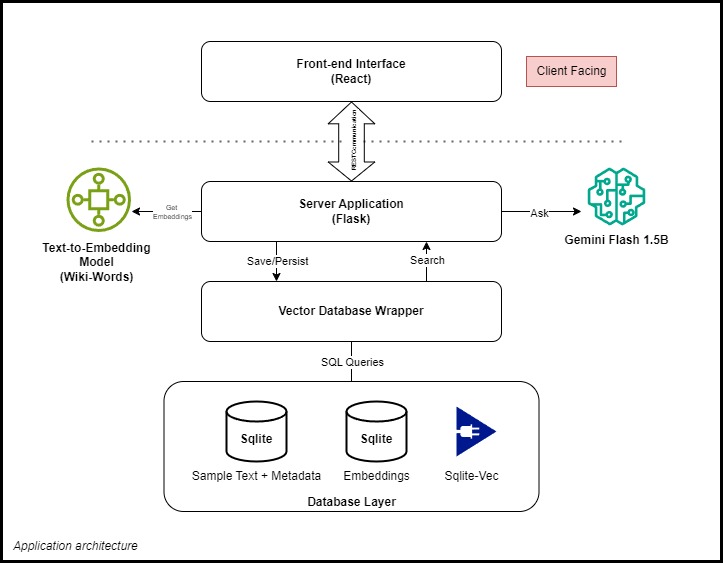 Front-end Interface
(React)
Client Facing
REST Communication
Server Application
(Flask)
Get
Embeddings
Ask
Text-to-Embedding
Model
(Wiki-Words)
Gemini Flash 1.5B
Save/Persist
Search
Vector Database Wrapper
SQL Queries
Sqlite
Sqlite
Sample Text + Metadata
Embeddings
Sqlite-Vec
Database Layer
Application architecture